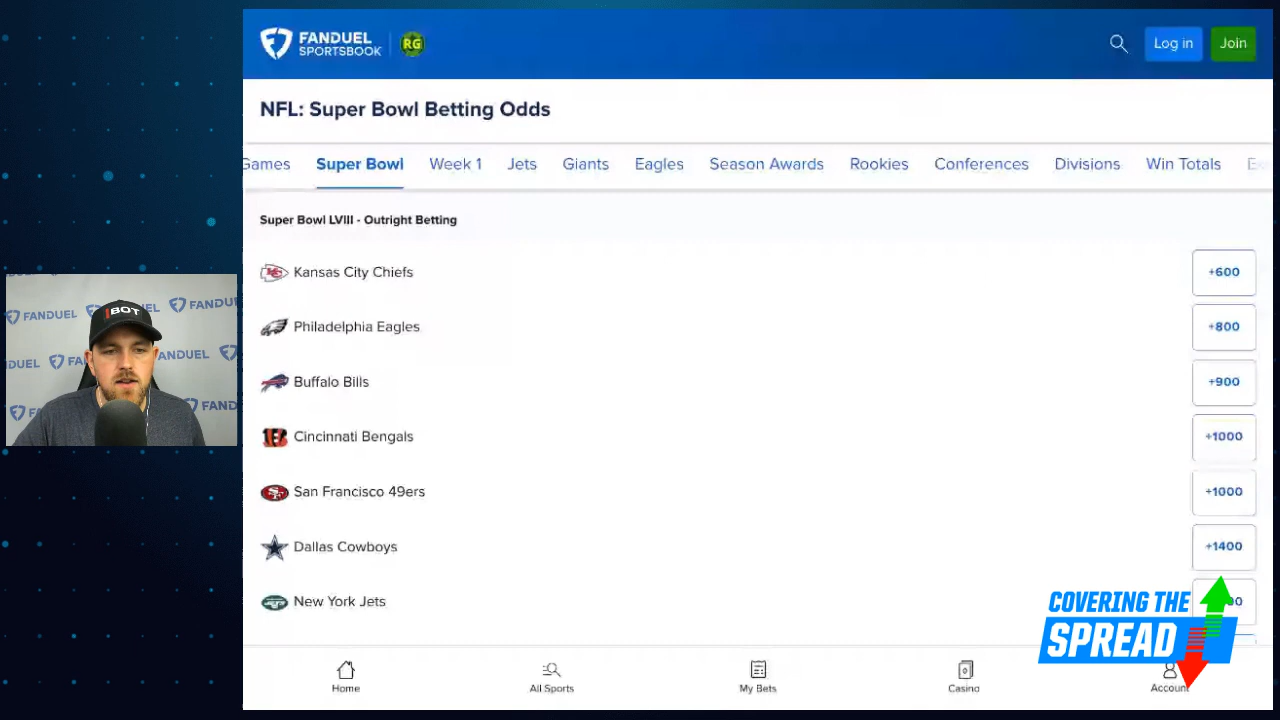 FANDUEL
SPORTSBOOK
RG
Log in
Join
NFL: Super Bowl Betting Odds
Games
Super Bowl
Week 1
Jets
Giants
Eagles
Season Awards
Rookies
Conferences
Divisions
Win Totals
Super Bowl LVIII - Outright Betting
Kansas City Chiefs
+600
Philadelphia Eagles
+800
Buffalo Bills
+900
Cincinnati Bengals
+1000
San Francisco 49ers
+1000
Dallas Cowboys
+1400
New York Jets
COVERING THE
SPREAD
Home
All Sports
My Bets
Casino
Account
BOT
FANDUEL
FANDUEL